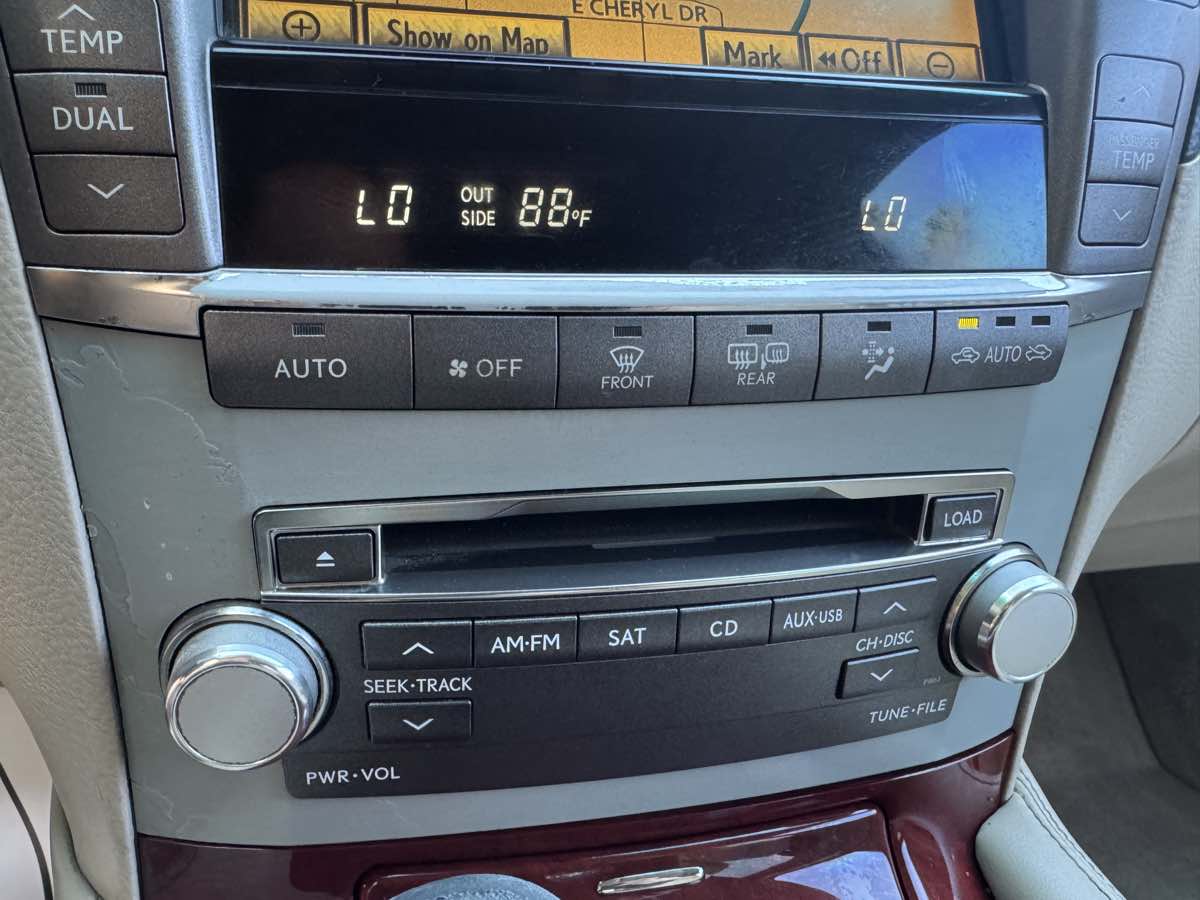 E CHERYL DR
Show on Map
Mark
Off
TEMP
DUAL
LO
OUT SIDE
88°F
LO
PASSENGER
TEMP
AUTO
OFF
FRONT
REAR
AUTO
LOAD
AM·FM
SAT
CD
AUX·USB
SEEK·TRACK
CH·DISC
TUNE·FILE
PWR·VOL